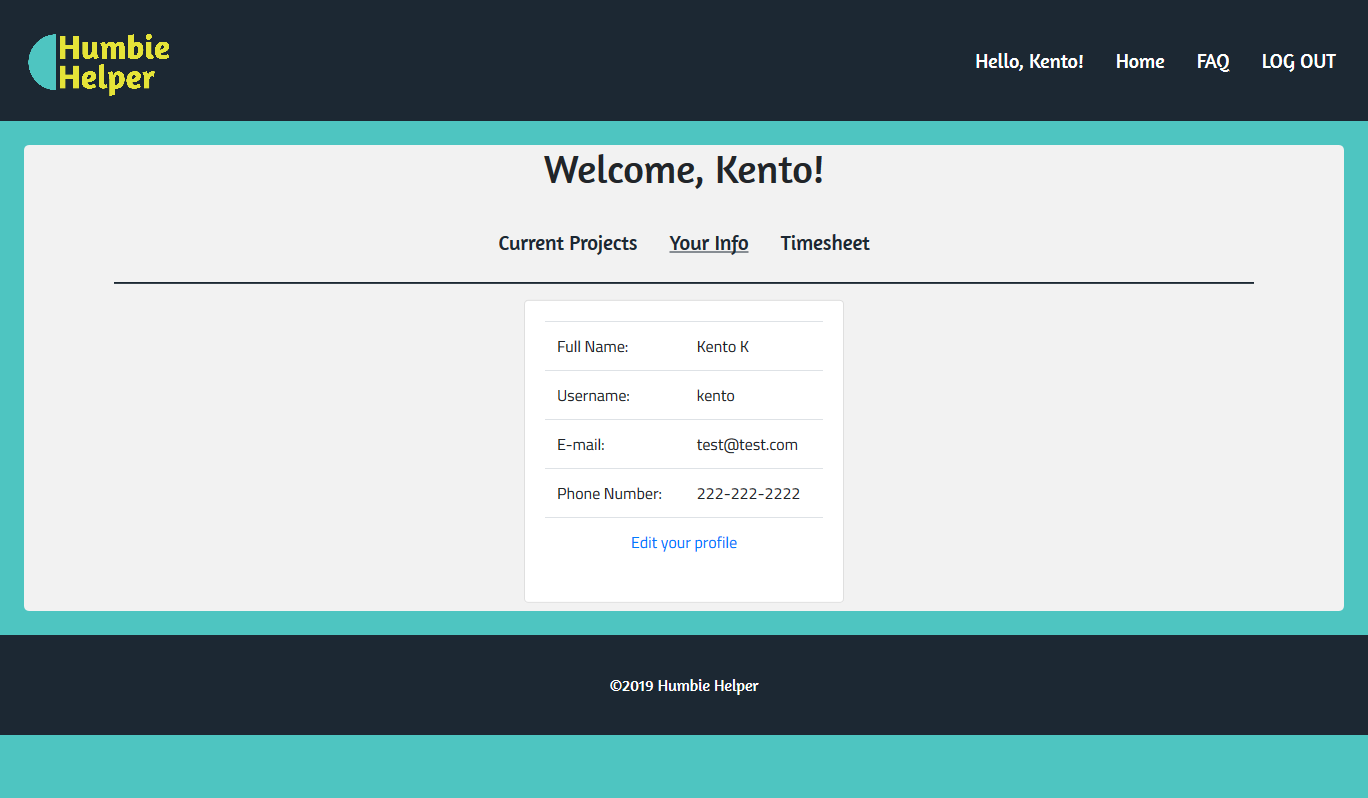 Humbie
Helper
Hello, Kento! Home FAQ LOG OUT
Welcome, Kento!
Current Projects Your Info Timesheet
Full Name: Kento K
Username: kento
E-mail: test@test.com
Phone Number: 222-222-2222
Edit your profile
©2019 Humbie Helper